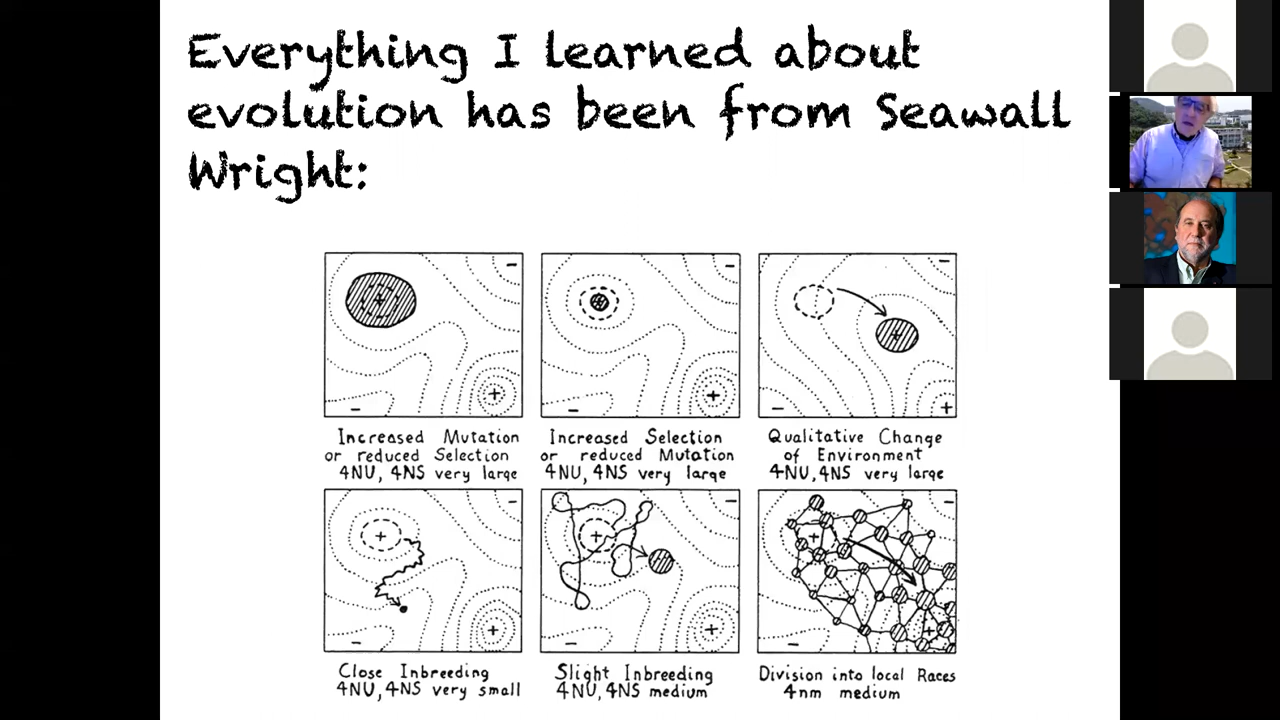 Everything I learned about
evolution has been from Seawall
Wright:
Increased Mutation
or reduced Selection
4NU, 4NS very large
Increased Selection
or reduced Mutation
4NU, 4NS very large
Qualitative Change
of Environment
4NU, 4NS very large
Close Inbreeding
4NU, 4NS very small
Slight Inbreeding
4NU, 4NS medium
Division into local Races
4nm medium